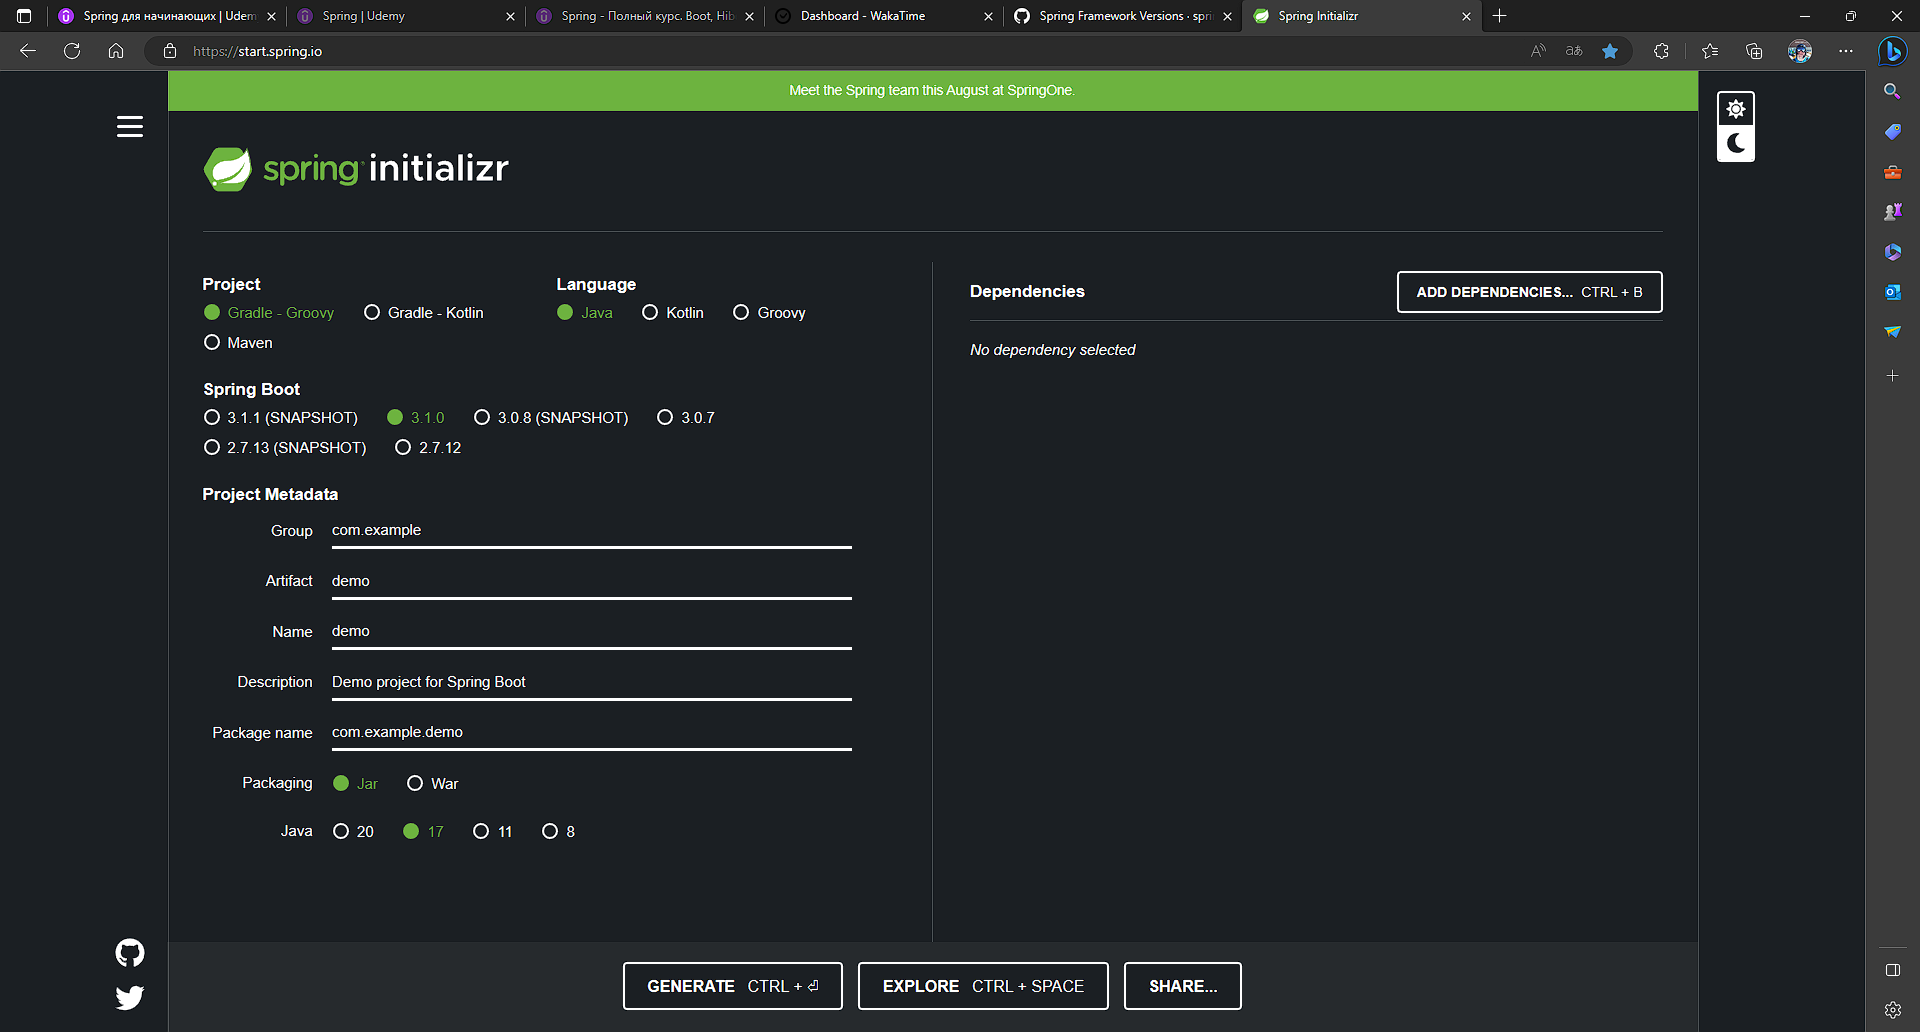 Spring для начинающих | Udem
Spring | Udemy
Spring - Полный курс. Boot, Hib
Dashboard - WakaTime
Spring Framework Versions · spri
Spring Initializr
https://start.spring.io
Meet the Spring team this August at SpringOne.
spring initializr
Project
Gradle - Groovy
Gradle - Kotlin
Maven
Language
Java
Kotlin
Groovy
Spring Boot
3.1.1 (SNAPSHOT)
3.1.0
3.0.8 (SNAPSHOT)
3.0.7
2.7.13 (SNAPSHOT)
2.7.12
Project Metadata
Group
com.example
Artifact
demo
Name
demo
Description
Demo project for Spring Boot
Package name
com.example.demo
Packaging
Jar
War
Java
20
17
11
8
Dependencies
ADD DEPENDENCIES... CTRL + B
No dependency selected
GENERATE CTRL + ⏎
EXPLORE CTRL + SPACE
SHARE...